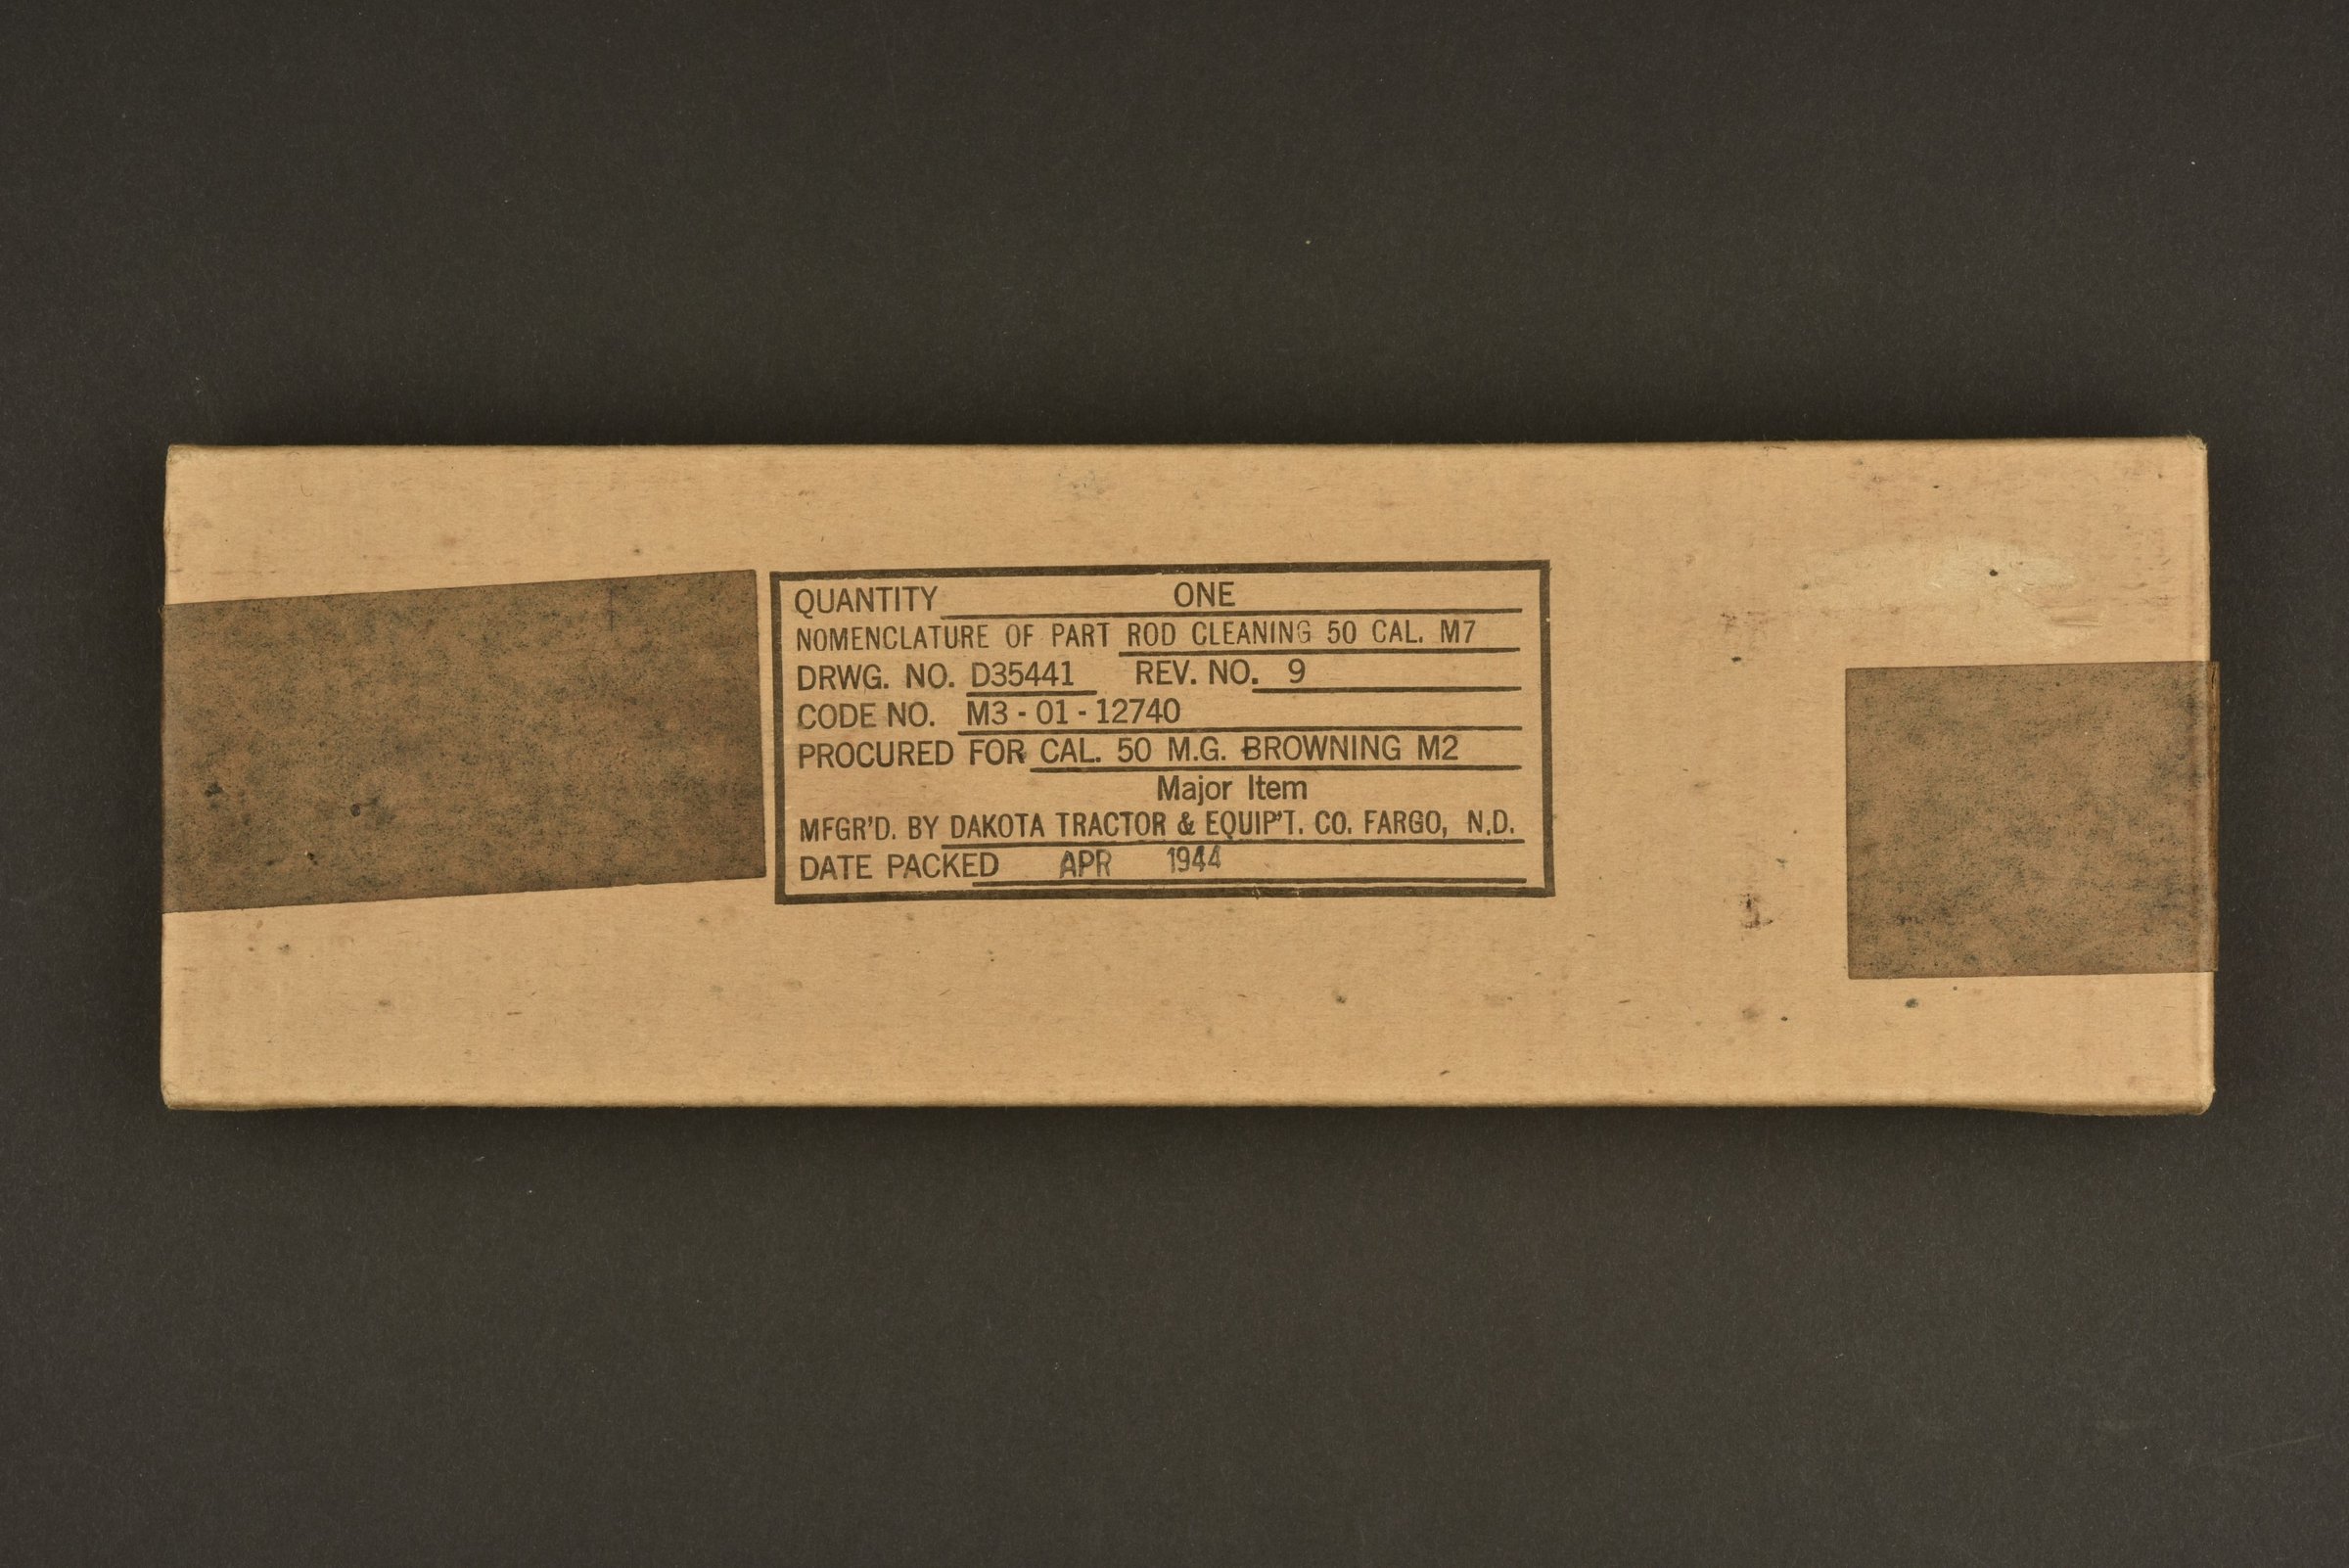 QUANTITY ONE
NOMENCLATURE OF PART ROD CLEANING 50 CAL. M7
DRWG. NO. D35441 REV. NO. 9
CODE NO. M3-01-12740
PROCURED FOR CAL. 50 M.G. BROWNING M2
Major Item
MFGR'D. BY DAKOTA TRACTOR & EQUIP'T. CO. FARGO, N.D.
DATE PACKED APR 1944